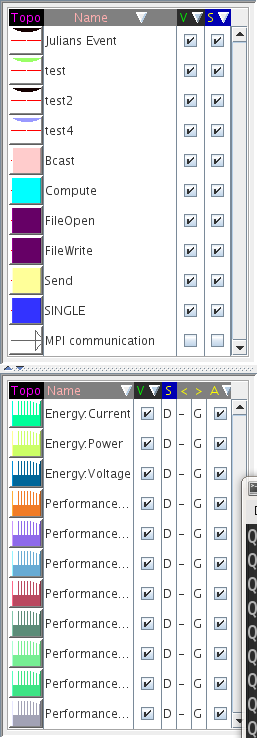 Topo Name V S
Julians Event
test
test2
test4
Bcast
Compute
FileOpen
FileWrite
Send
SINGLE
MPI communication
Topo Name V S < > A
Energy:Current D - G
Energy:Power D - G
Energy:Voltage D - G
Performance... D - G
Performance... D - G
Performance... D - G
Performance... D - G
Performance... D - G
Performance... D - G
Performance... D - G
Performance... D - G